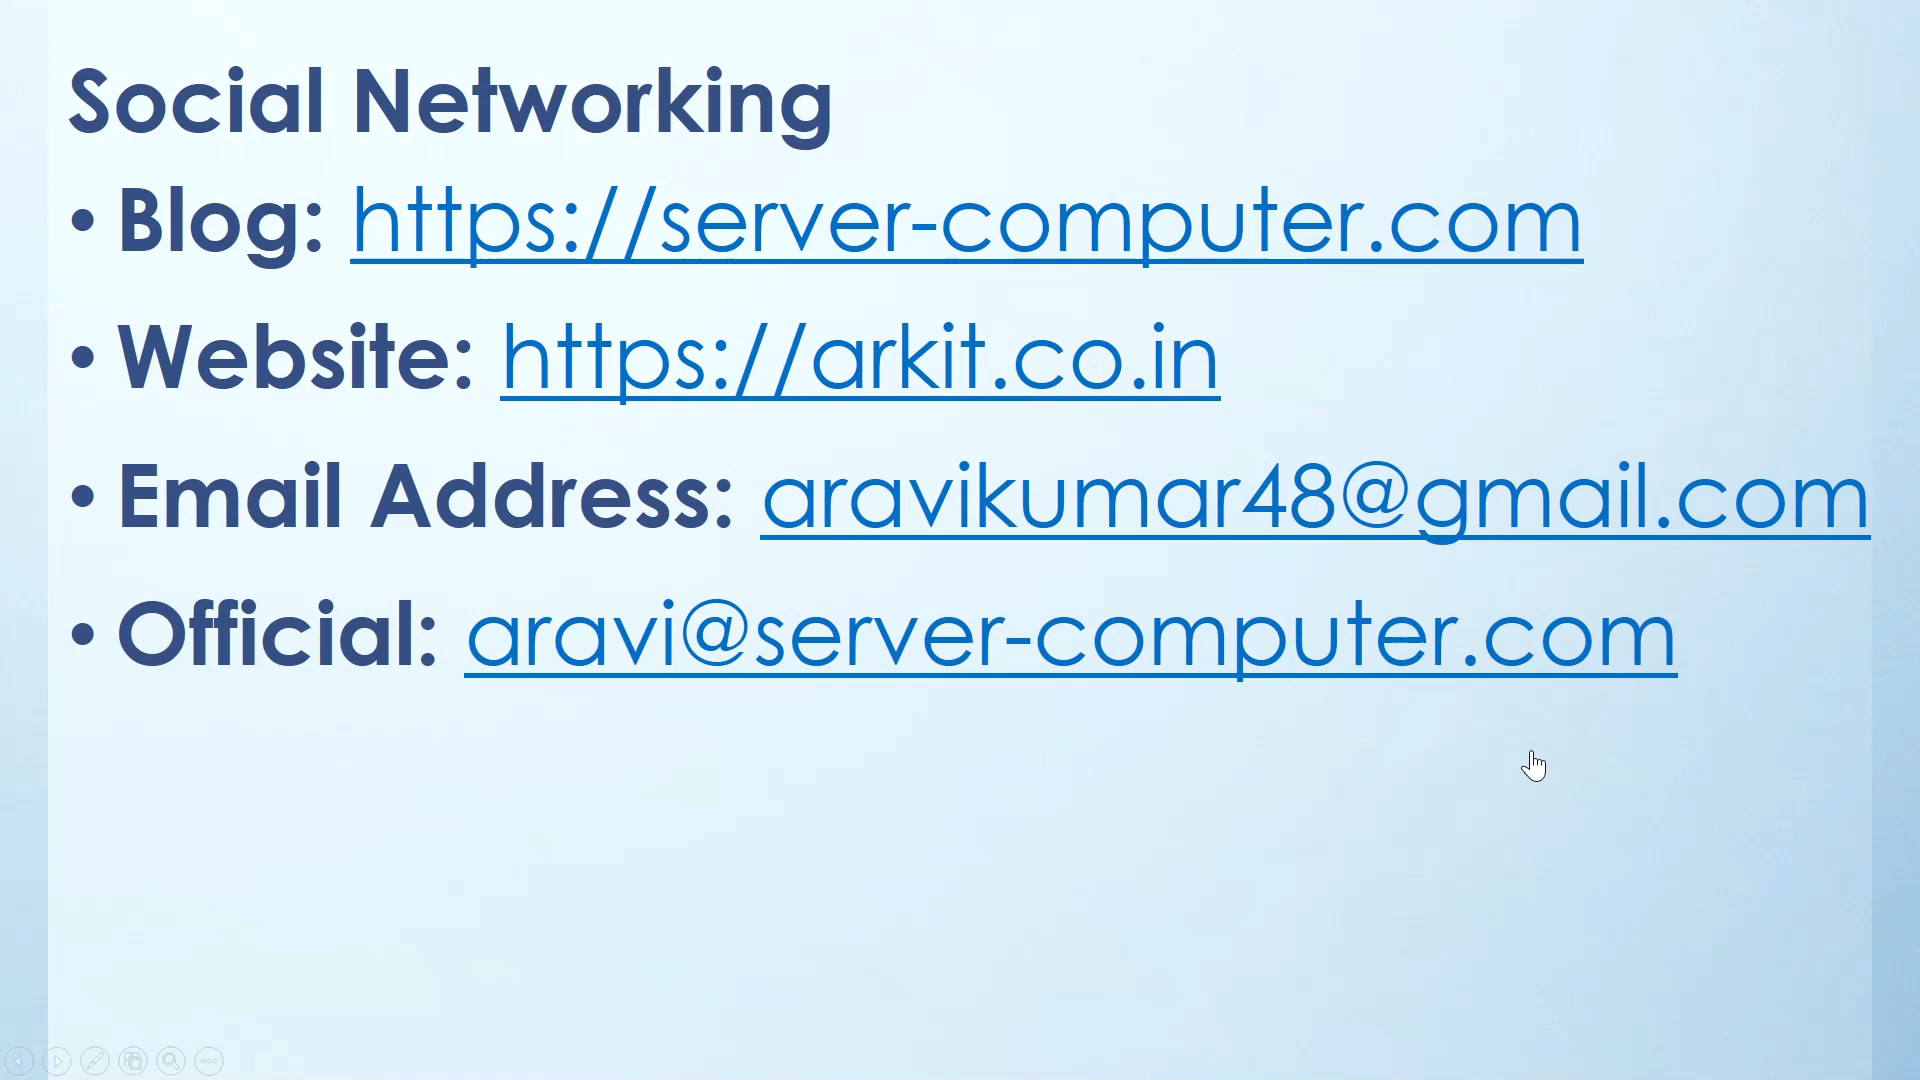 Social Networking
• Blog: https://server-computer.com
• Website: https://arkit.co.in
• Email Address: aravikumar48@gmail.com
• Official: aravi@server-computer.com